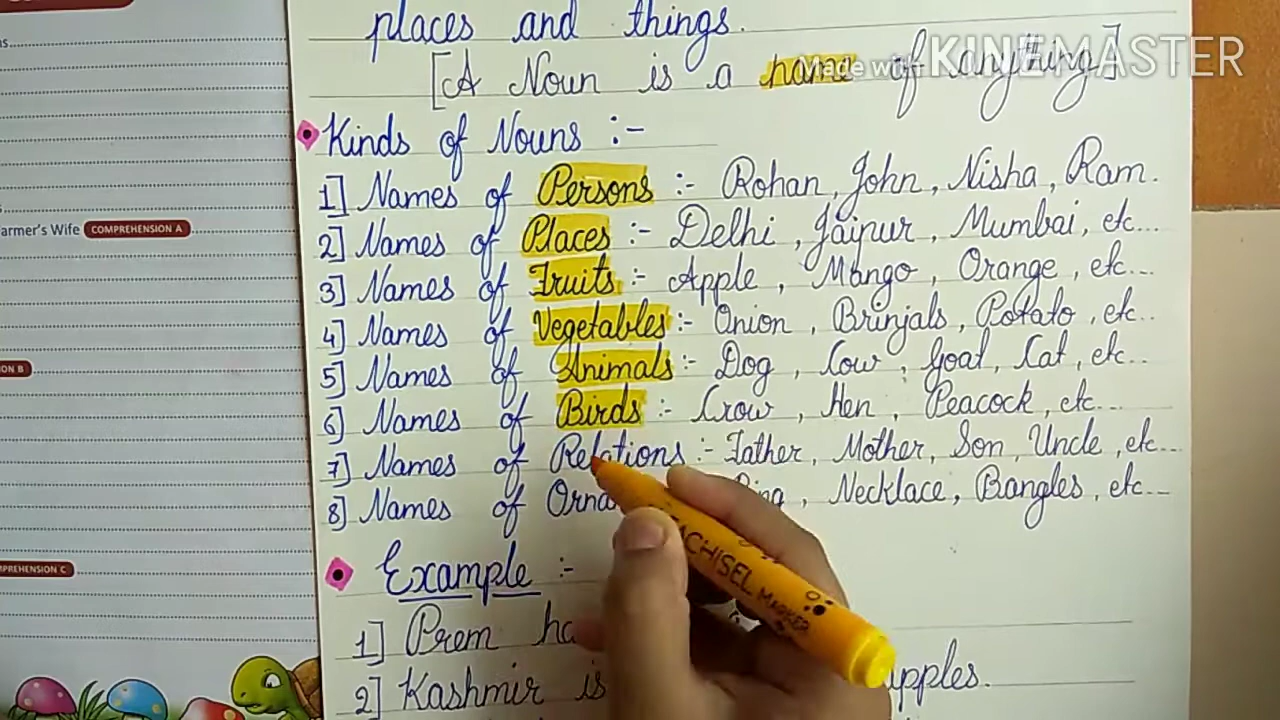 places and things.
[A Noun is a name of anything]
Made with KINEMASTER
Kinds of Nouns :-
1] Names of Persons :- Rohan, John, Nisha, Ram.
2] Names of Places :- Delhi, Jaipur, Mumbai, etc...
3] Names of Fruits :- Apple, Mango, Orange, etc...
4] Names of Vegetables :- Onion, Brinjals, Potato, etc..
5] Names of Animals :- Dog, Cow, Goat, Cat, etc...
6] Names of Birds :- Crow, Hen, Peacock, etc...
7] Names of Relations :- Father, Mother, Son, Uncle, etc...
8] Names of Necklace, Bangles, etc...
Example :-
1] Prem
2] Kashmir is
Wife COMPREHENSION A
CHISEL MARKER